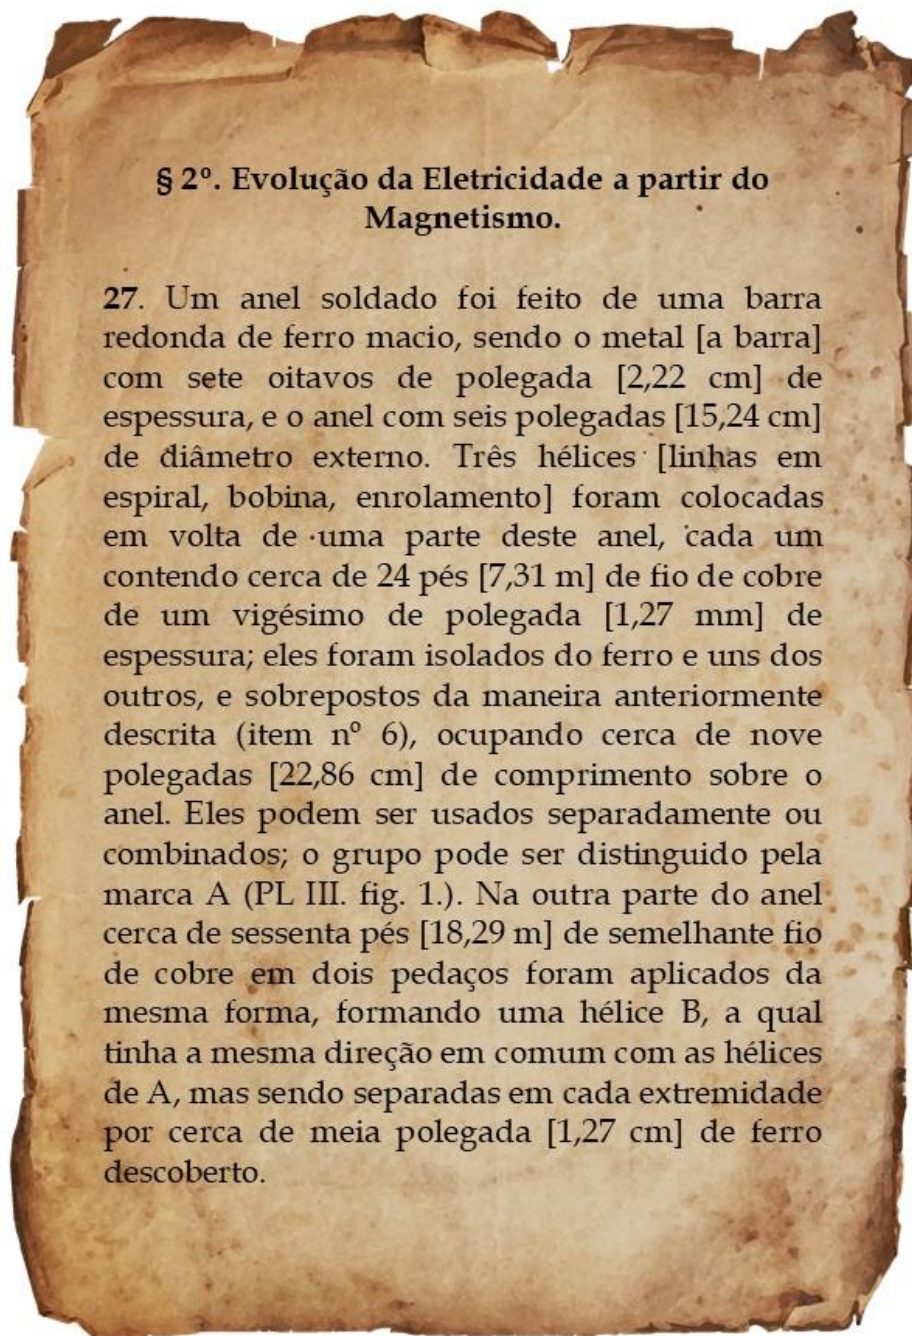 § 2º. Evolução da Eletricidade a partir do
Magnetismo.
27. Um anel soldado foi feito de uma barra
redonda de ferro macio, sendo o metal [a barra]
com sete oitavos de polegada [2,22 cm] de
espessura, e o anel com seis polegadas [15,24 cm]
de diâmetro externo. Três hélices [linhas em
espiral, bobina, enrolamento] foram colocadas
em volta de uma parte deste anel, cada um
contendo cerca de 24 pés [7,31 m] de fio de cobre
de um vigésimo de polegada [1,27 mm] de
espessura; eles foram isolados do ferro e uns dos
outros, e sobrepostos da maneira anteriormente
descrita (item nº 6), ocupando cerca de nove
polegadas [22,86 cm] de comprimento sobre o
anel. Eles podem ser usados separadamente ou
combinados; o grupo pode ser distinguido pela
marca A (PL III. fig. 1.). Na outra parte do anel
cerca de sessenta pés [18,29 m] de semelhante fio
de cobre em dois pedaços foram aplicados da
mesma forma, formando uma hélice B, a qual
tinha a mesma direção em comum com as hélices
de A, mas sendo separadas em cada extremidade
por cerca de meia polegada [1,27 cm] de ferro
descoberto.